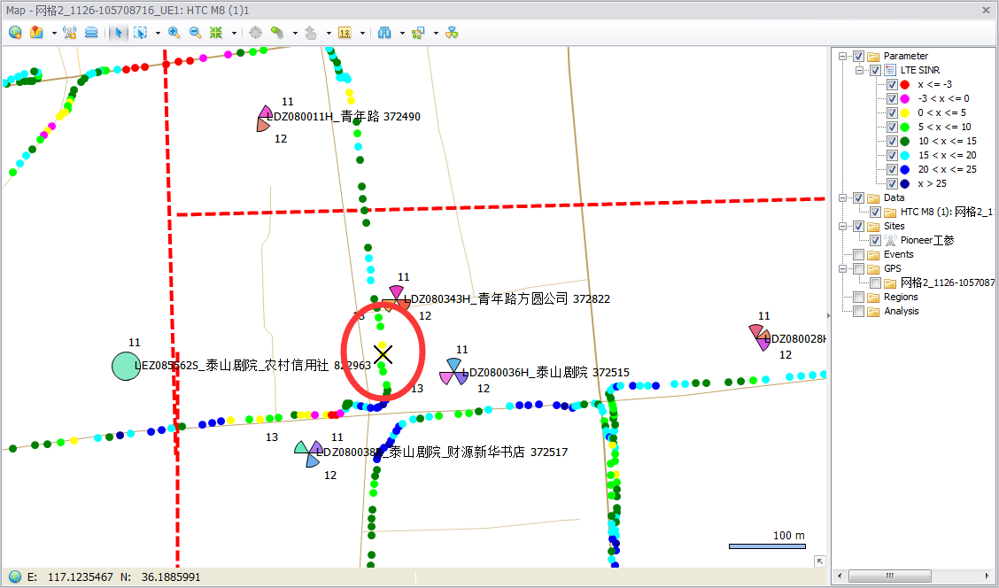 Map - 网格2_1126-105708716_UE1: HTC M8 (1)1
1.2
11
LDZ080011H_青年路 372490
12
11
LDZ080343H_青年路方圆公司 372822
13
12
11
LDZ080028H
12
11
LEZ085562S_泰山剧院_农村信用社 822963
11
LDZ080036H_泰山剧院 372515
13
12
13
11
LDZ080038H_泰山剧院_财源新华书店 372517
12
100 m
E: 117.1235467 N: 36.1885991
Parameter
LTE SINR
x <= -3
-3 < x <= 0
0 < x <= 5
5 < x <= 10
10 < x <= 15
15 < x <= 20
20 < x <= 25
x > 25
Data
HTC M8 (1): 网格2_1
Sites
Pioneer工参
Events
GPS
网格2_1126-1057087
Regions
Analysis